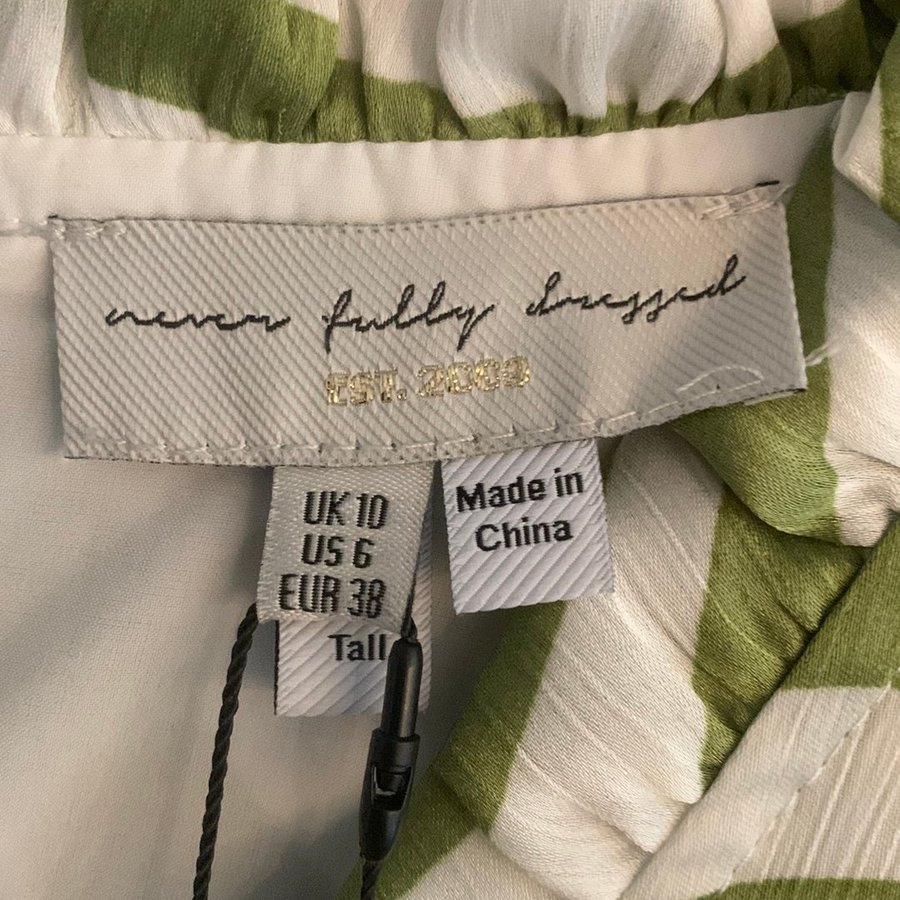 never fully dressed
EST. 2009
UK 10
US 6
EUR 38
Tall
Made in
China